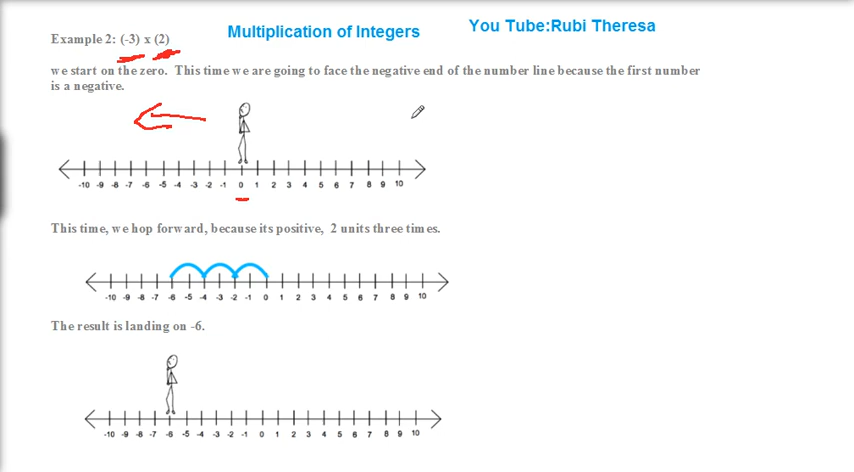 Multiplication of Integers
You Tube:Rubi Theresa
Example 2: (-3) x (2)
we start on the zero. This time we are going to face the negative end of the number line because the first number
is a negative.
-10 -9 -8 -7 -6 -5 -4 -3 -2 -1 0 1 2 3 4 5 6 7 8 9 10
This time, we hop forward, because its positive, 2 units three times.
-10 -9 -8 -7 -6 -5 -4 -3 -2 -1 0 1 2 3 4 5 6 7 8 9 10
The result is landing on -6.
-10 -9 -8 -7 -6 -5 -4 -3 -2 -1 0 1 2 3 4 5 6 7 8 9 10